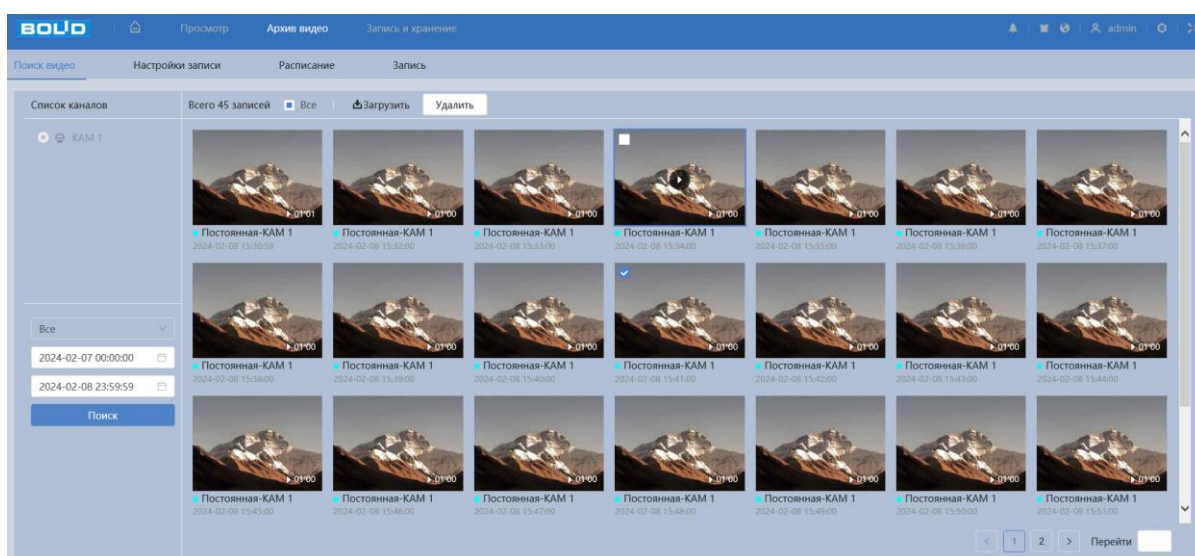 BOLID Просмотр Архив видео Запись и хранение admin
Поиск видео Настройки записи Расписание Запись
Список каналов Всего 45 записей Все Загрузить Удалить
КАМ 1
01:01 01:00 01:00 01:00 01:00 01:00 01:00
Постоянная-КАМ 1 Постоянная-КАМ 1 Постоянная-КАМ 1 Постоянная-КАМ 1 Постоянная-КАМ 1 Постоянная-КАМ 1 Постоянная-КАМ 1
2024-02-08 15:30:59 2024-02-08 15:32:00 2024-02-08 15:33:00 2024-02-08 15:34:00 2024-02-08 15:35:00 2024-02-08 15:36:00 2024-02-08 15:37:00
01:00 01:00 01:00 01:00 01:00 01:00 01:00
Постоянная-КАМ 1 Постоянная-КАМ 1 Постоянная-КАМ 1 Постоянная-КАМ 1 Постоянная-КАМ 1 Постоянная-КАМ 1 Постоянная-КАМ 1
2024-02-08 15:38:00 2024-02-08 15:39:00 2024-02-08 15:40:00 2024-02-08 15:41:00 2024-02-08 15:42:00 2024-02-08 15:43:00 2024-02-08 15:44:00
Все
2024-02-07 00:00:00
2024-02-08 23:59:59
Поиск
01:00 01:00 01:00 01:00 01:00 01:00 01:00
Постоянная-КАМ 1 Постоянная-КАМ 1 Постоянная-КАМ 1 Постоянная-КАМ 1 Постоянная-КАМ 1 Постоянная-КАМ 1 Постоянная-КАМ 1
2024-02-08 15:45:00 2024-02-08 15:46:00 2024-02-08 15:47:00 2024-02-08 15:48:00 2024-02-08 15:49:00 2024-02-08 15:50:00 2024-02-08 15:51:00
1 2 Перейти